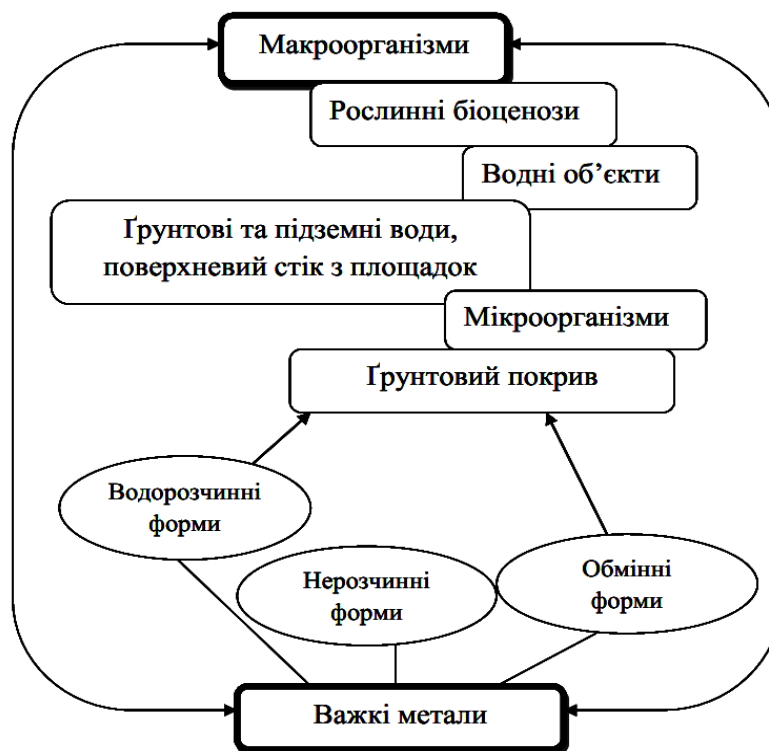 Макроорганізми
Рослинні біоценози
Водні об’єкти
Ґрунтові та підземні води,
поверхневий стік з площадок
Мікроорганізми
Ґрунтовий покрив
Водорозчинні
форми
Нерозчинні
форми
Обмінні
форми
Важкі метали